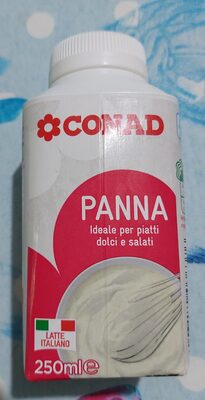 CONAD
PANNA
Ideale per piatti
dolci e salati
LATTE
ITALIANO
250ml e